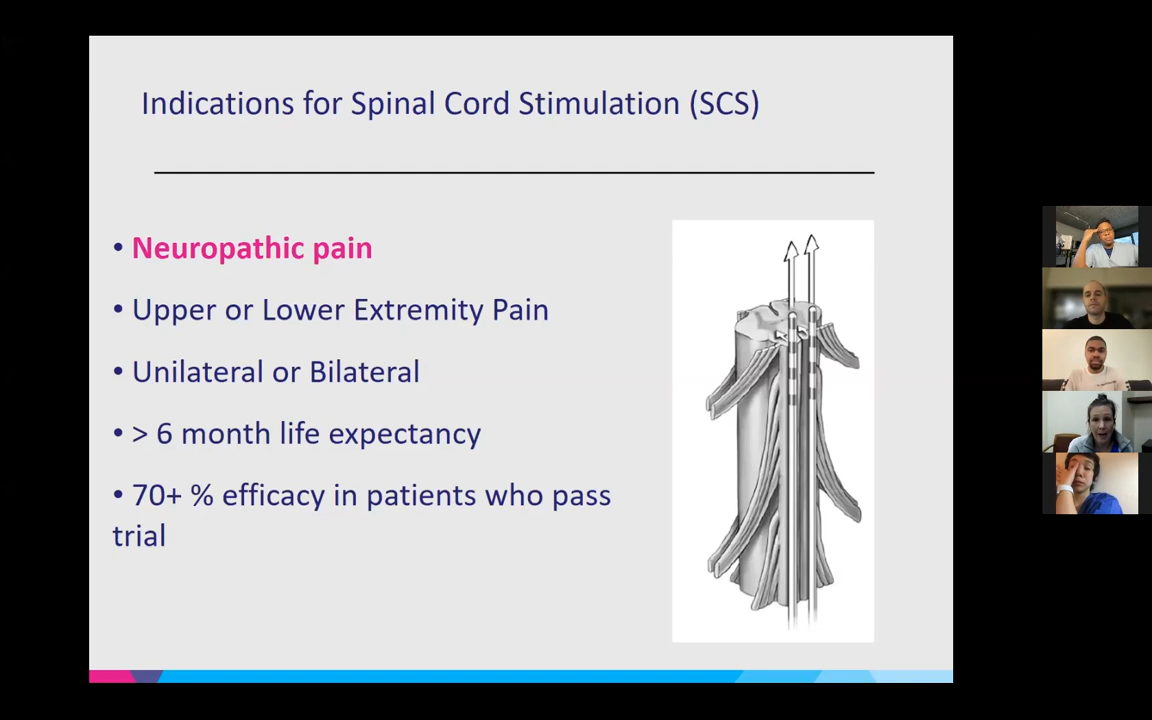 Indications for Spinal Cord Stimulation (SCS)
• Neuropathic pain
• Upper or Lower Extremity Pain
• Unilateral or Bilateral
• > 6 month life expectancy
• 70+ % efficacy in patients who pass
trial